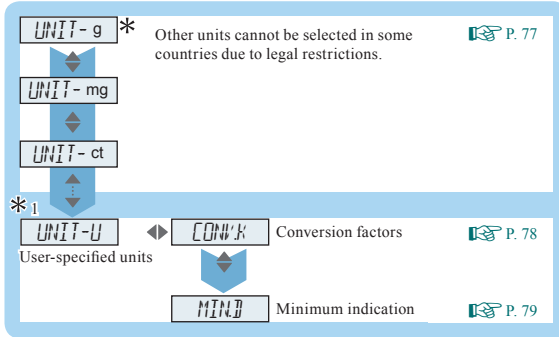 UNIT- g * Other units cannot be selected in some P. 77
countries due to legal restrictions.
UNIT- mg
UNIT- ct
*1
UNIT-U CONV.K Conversion factors P. 78
User-specified units
MIN.D Minimum indication P. 79